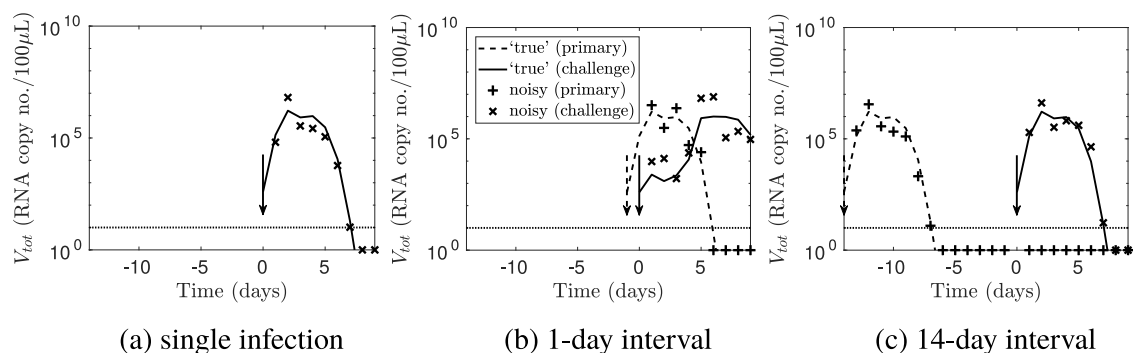 V_tot (RNA copy no./100μL)
10^10
10^5
10^0
-10 -5 0 5
Time (days)
(a) single infection
V_tot (RNA copy no./100μL)
10^10
10^5
10^0
'true' (primary)
'true' (challenge)
noisy (primary)
noisy (challenge)
-10 -5 0 5
Time (days)
(b) 1-day interval
V_tot (RNA copy no./100μL)
10^10
10^5
10^0
-10 -5 0 5
Time (days)
(c) 14-day interval